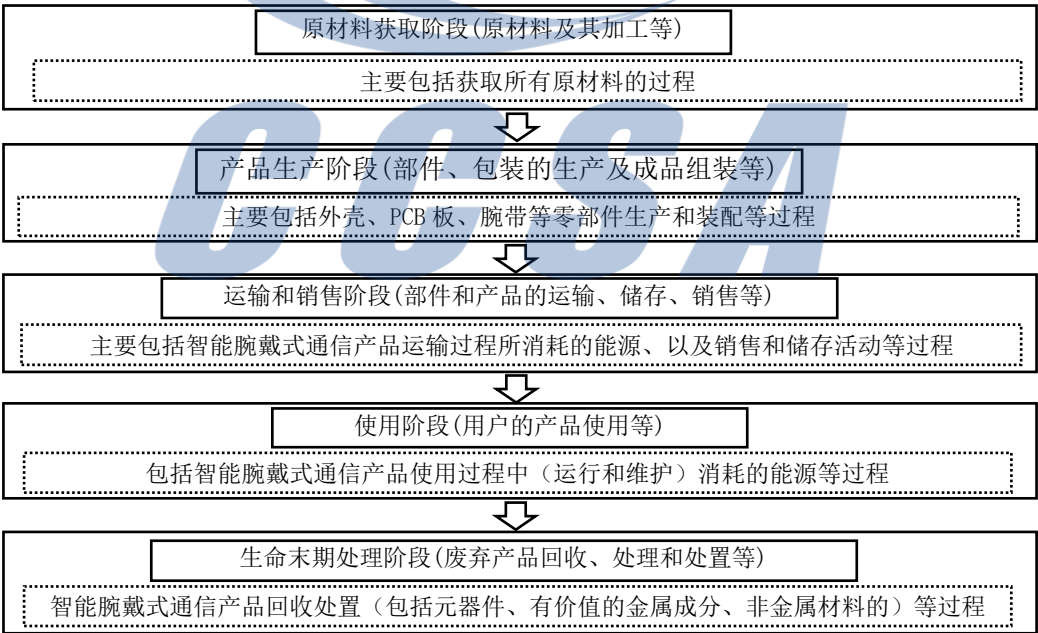 原材料获取阶段(原材料及其加工等)
主要包括获取所有原材料的过程
CCSA
产品生产阶段(部件、包装的生产及成品组装等)
主要包括外壳、PCB 板、腕带等零部件生产和装配等过程
运输和销售阶段(部件和产品的运输、储存、销售等)
主要包括智能腕戴式通信产品运输过程所消耗的能源、以及销售和储存活动等过程
使用阶段(用户的产品使用等)
包括智能腕戴式通信产品使用过程中（运行和维护）消耗的能源等过程
生命末期处理阶段(废弃产品回收、处理和处置等)
智能腕戴式通信产品回收处置（包括元器件、有价值的金属成分、非金属材料的）等过程